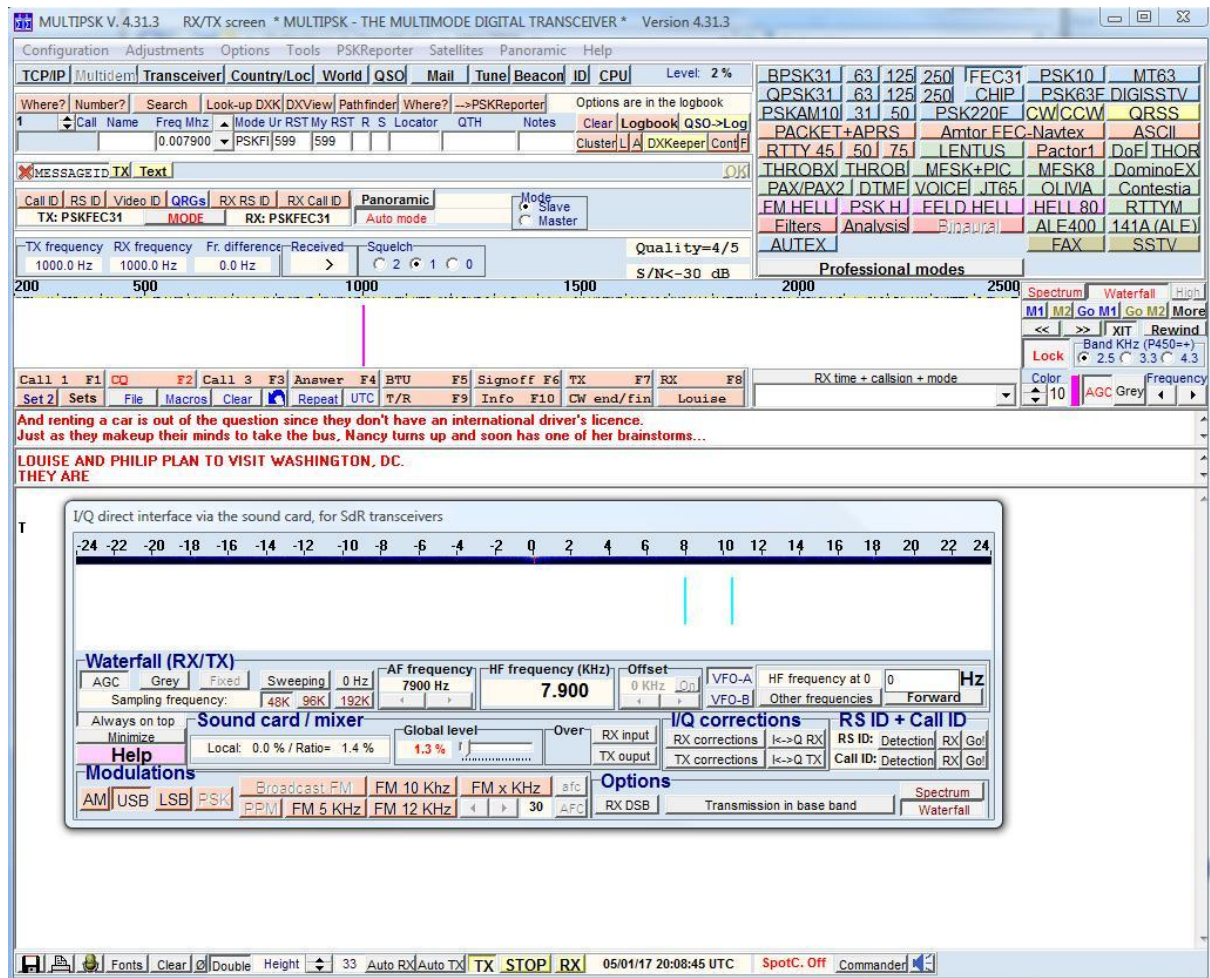 MULTIPSK V. 4.31.3 RX/TX screen * MULTIPSK - THE MULTIMODE DIGITAL TRANSCEIVER * Version 4.31.3
Configuration Adjustments Options Tools PSKReporter Satellites Panoramic Help
TCP/IP Multidem Transceiver Country/Loc World QSO Mail Tune Beacon ID CPU Level: 2 %
Where? Number? Search Look-up DXK DXView Pathfinder Where? -->PSKReporter Options are in the logbook
1 Call Name Freq Mhz Mode Ur RST My RST R S Locator QTH Notes Clear Logbook QSO->Log
0.007900 PSKFI 599 599 Cluster L A DXKeeper Cont F
MESSAGEID TX Text OK
Call ID RS ID Video ID QRGs RX RS ID RX Call ID Panoramic Mode Slave
TX: PSKFEC31 MODE RX: PSKFEC31 Auto mode Master
TX frequency RX frequency Fr. difference Received Squelch Quality=4/5
1000.0 Hz 1000.0 Hz 0.0 Hz > 2 1 0 S/N<-30 dB
BPSK31 63 125 250 FEC31 PSK10 MT63
QPSK31 63 125 250 CHIP PSK63F DIGISSTV
PSKAM10 31 50 PSK220F CW CCW QRSS
PACKET+APRS Amtor FEC-Navtex ASCII
RTTY 45 50 75 LENTUS Pactor1 DoF THOR
THROBX THROB MFSK+PIC MFSK8 DominoEX
PAX/PAX2 DTMF VOICE JT65 OLIVIA Contestia
FM HELL PSK H FELD HELL HELL 80 RTTYM
Filters Analysis Binaural ALE400 141A (ALE)
AUTEX FAX SSTV
Professional modes
200 500 1000 1500 2000 2500
Spectrum Waterfall High
M1 M2 Go M1 Go M2 More
<< >> XIT Rewind
Lock Band KHz (P450=+)
2.5 3.3 4.3
Call 1 F1 CQ F2 Call 3 F3 Answer F4 BTU F5 Signoff F6 TX F7 RX F8 RX time + callsign + mode Color Frequency
Set 2 Sets File Macros Clear Repeat UTC T/R F9 Info F10 CW end/fin Louise 10 AGC Grey
And renting a car is out of the question since they don't have an international driver's licence.
Just as they makeup their minds to take the bus, Nancy turns up and soon has one of her brainstorms...
LOUISE AND PHILIP PLAN TO VISIT WASHINGTON, DC.
THEY ARE
T
I/Q direct interface via the sound card, for SdR transceivers
-24 -22 -20 -18 -16 -14 -12 -10 -8 -6 -4 -2 0 2 4 6 8 10 12 14 16 18 20 22 24
Waterfall (RX/TX) AF frequency HF frequency (KHz) Offset
AGC Grey Fixed Sweeping 0 Hz 7900 Hz 7.900 0 KHz On VFO-A HF frequency at 0 0 Hz
Sampling frequency: 48K 96K 192K VFO-B Other frequencies Forward
Always on top Sound card / mixer Global level Over I/Q corrections RS ID + Call ID
Minimize Local: 0.0 % / Ratio= 1.4 % 1.3 % RX input RX corrections I<->Q RX RS ID: Detection RX Go!
Help TX ouput TX corrections I<->Q TX Call ID: Detection RX Go!
Modulations Options
AM USB LSB PSK Broadcast FM FM 10 Khz FM x KHz afc Spectrum
PPM FM 5 KHz FM 12 KHz 30 AFC RX DSB Transmission in base band Waterfall
Fonts Clear Ø Double Height 33 Auto RX Auto TX TX STOP RX 05/01/17 20:08:45 UTC SpotC. Off Commander